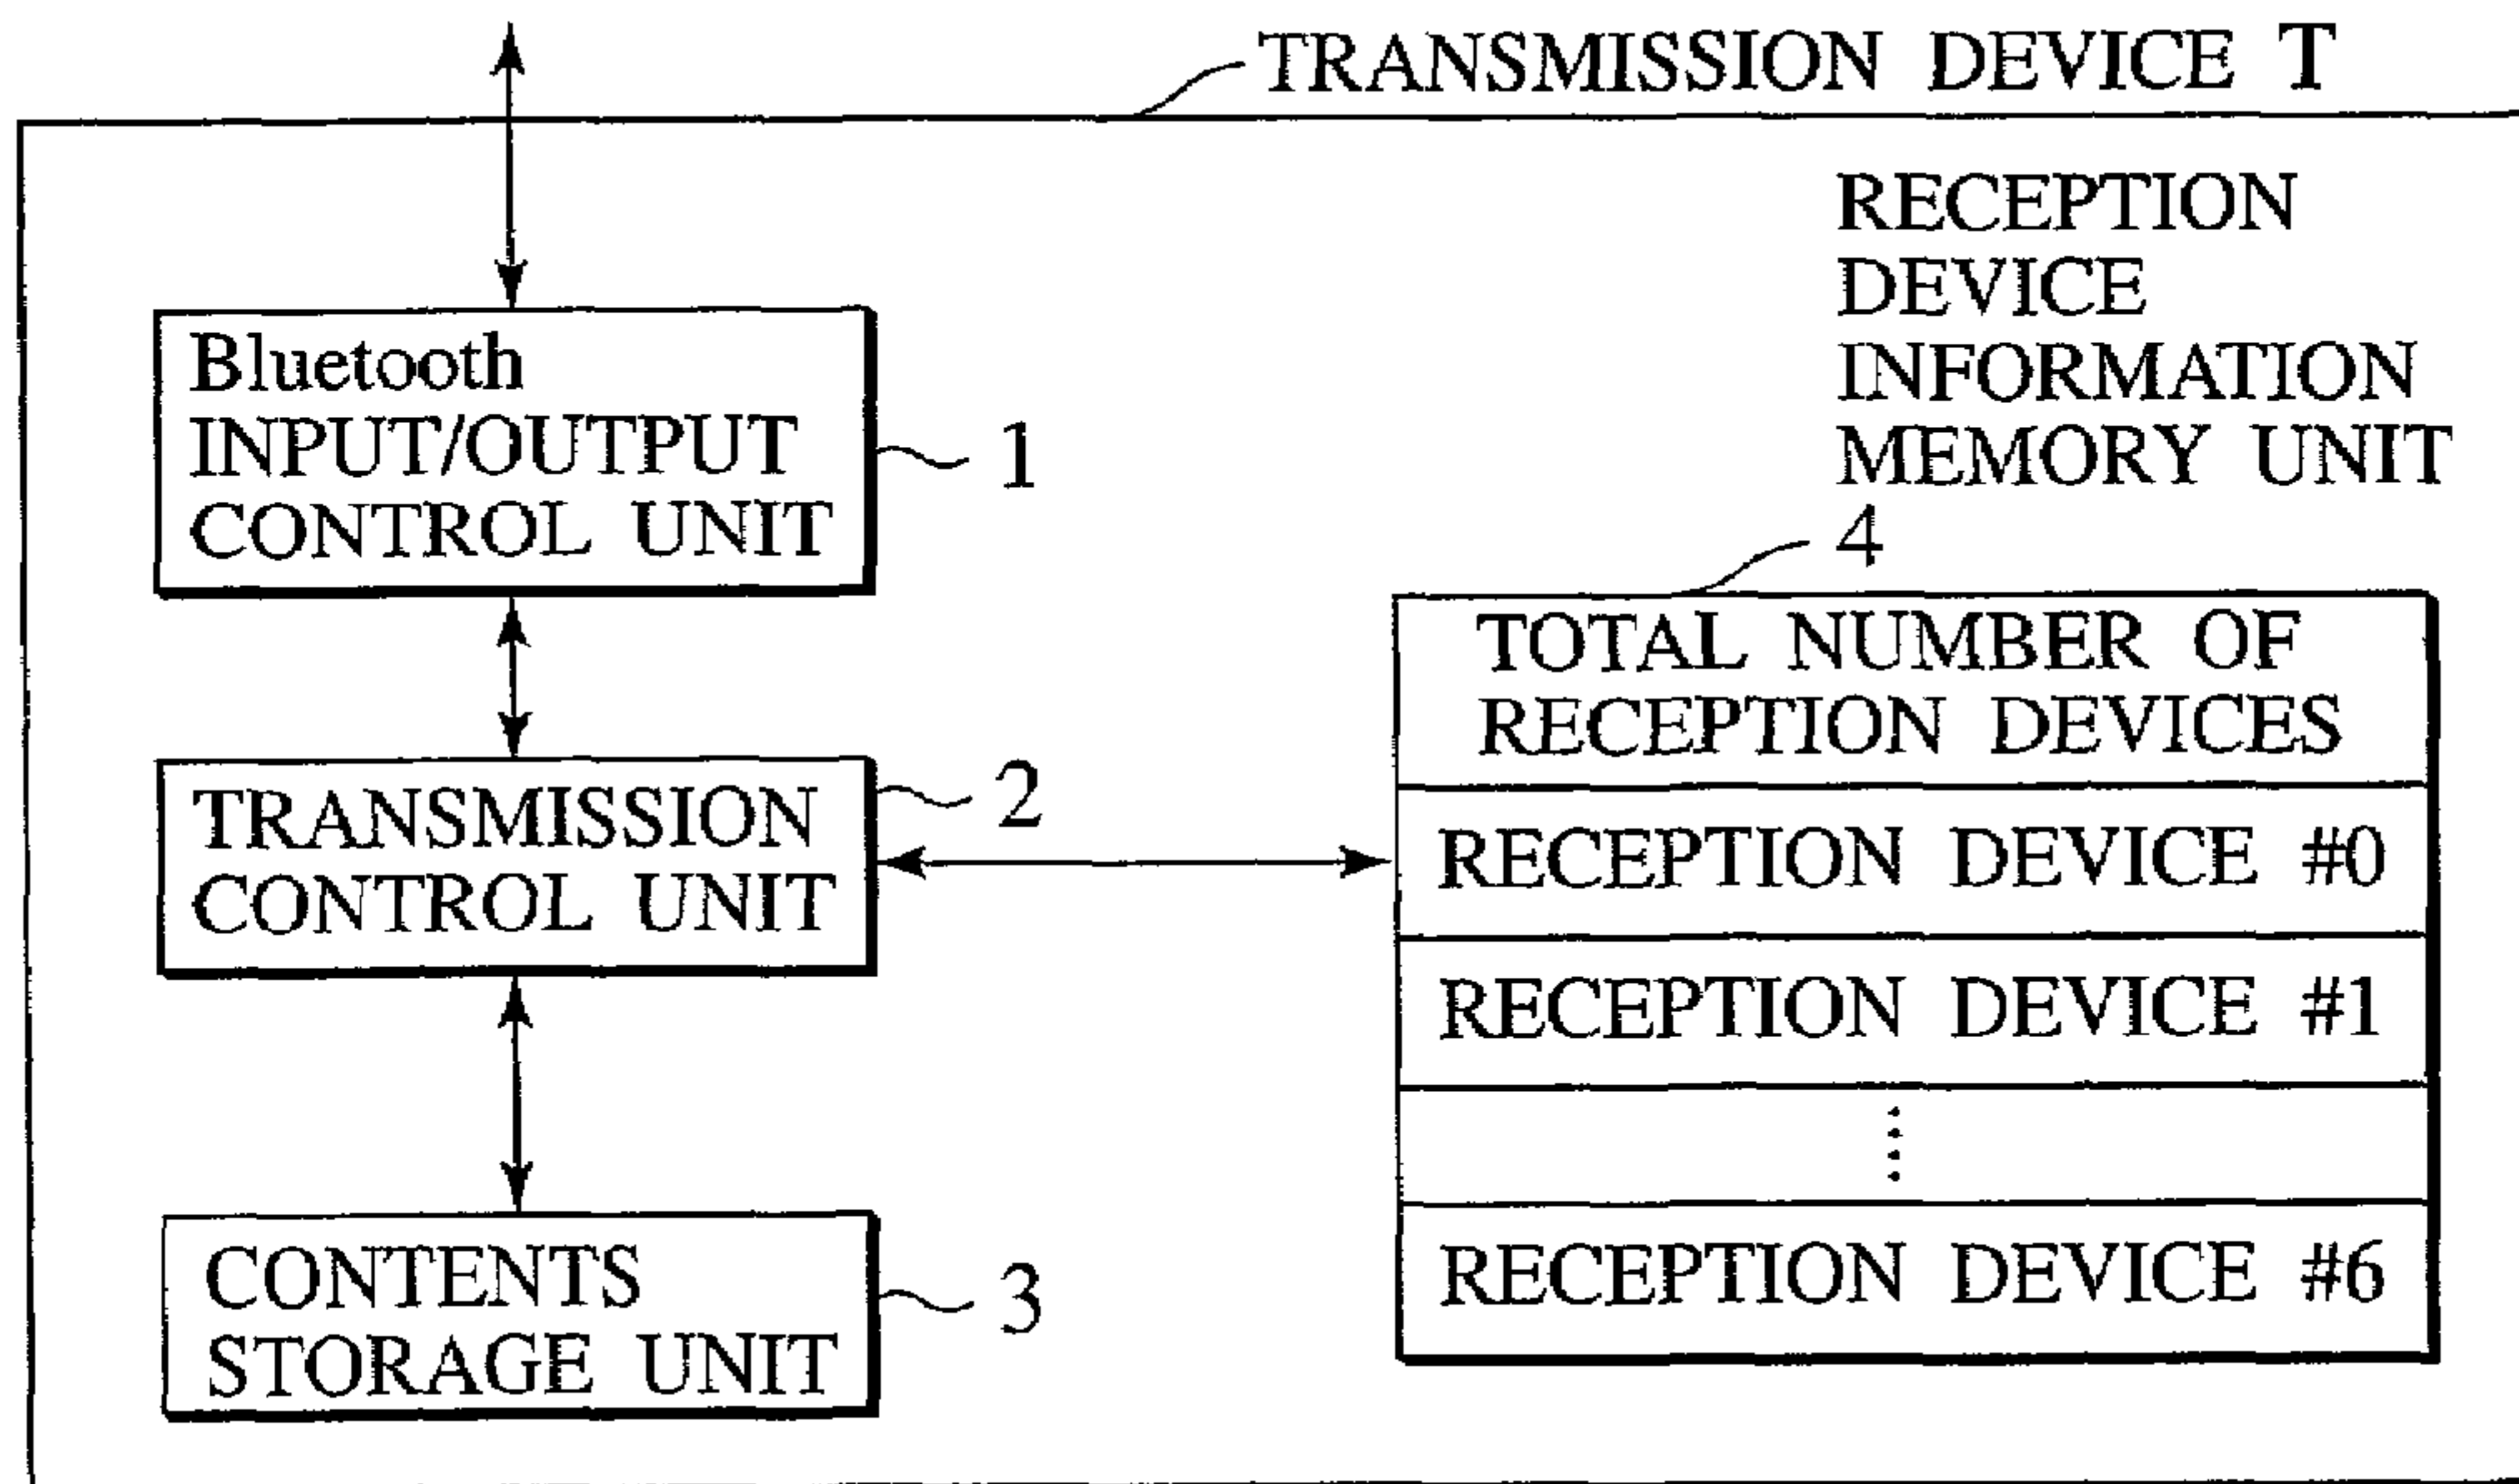 TRANSMISSION DEVICE T
RECEPTION
DEVICE
INFORMATION
MEMORY UNIT
4
Bluetooth
INPUT/OUTPUT
CONTROL UNIT
1
TRANSMISSION
CONTROL UNIT
2
CONTENTS
STORAGE UNIT
3
TOTAL NUMBER OF
RECEPTION DEVICES
RECEPTION DEVICE #0
RECEPTION DEVICE #1
RECEPTION DEVICE #6